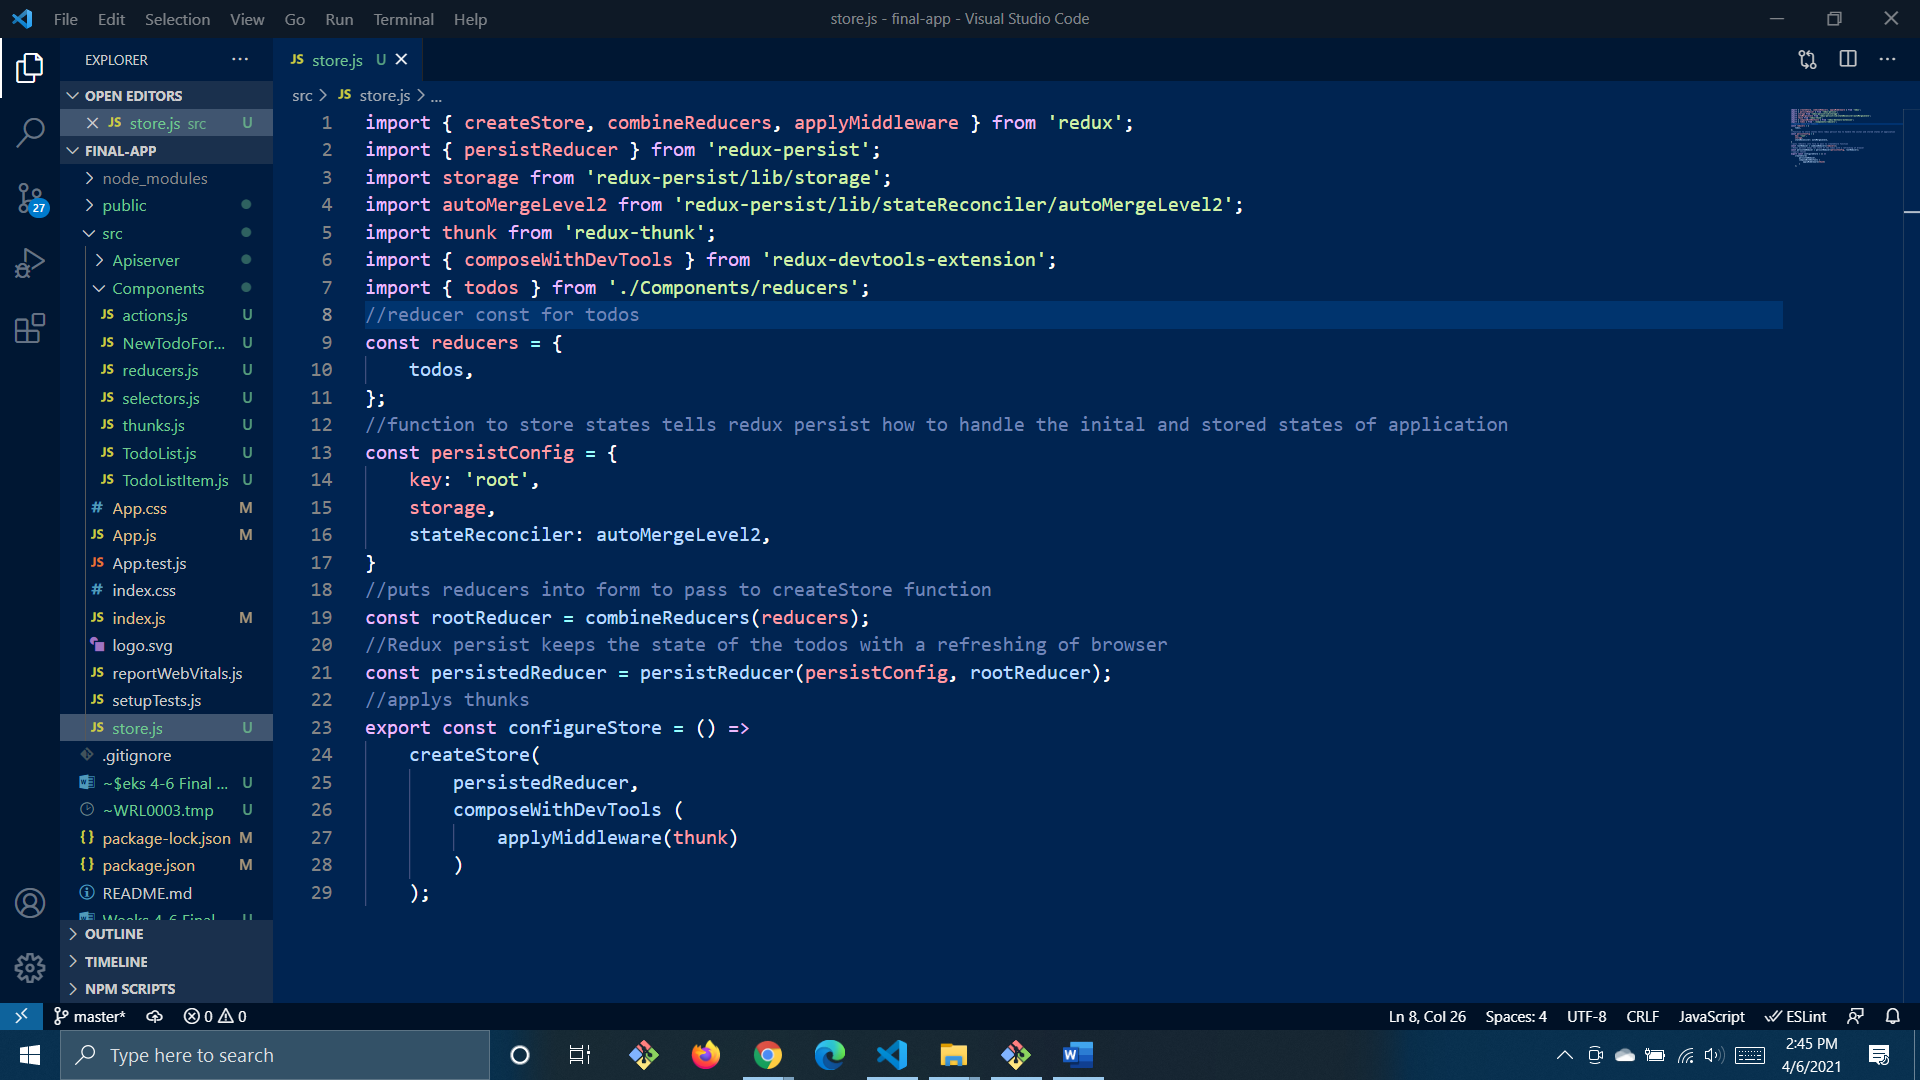 File Edit Selection View Go Run Terminal Help
store.js - final-app - Visual Studio Code
EXPLORER
OPEN EDITORS
JS store.js src U
FINAL-APP
node_modules
public
src
Apiserver
Components
JS actions.js U
JS NewTodoFor... U
JS reducers.js U
JS selectors.js U
JS thunks.js U
JS TodoList.js U
JS TodoListItem.js U
# App.css M
JS App.js M
JS App.test.js
# index.css
JS index.js M
logo.svg
JS reportWebVitals.js
JS setupTests.js
JS store.js U
.gitignore
~$eks 4-6 Final ... U
~WRL0003.tmp U
{} package-lock.json M
{} package.json M
README.md
Weeks 4-6 Final... U
OUTLINE
TIMELINE
NPM SCRIPTS
27
JS store.js U
src > JS store.js > ...
1 import { createStore, combineReducers, applyMiddleware } from 'redux';
2 import { persistReducer } from 'redux-persist';
3 import storage from 'redux-persist/lib/storage';
4 import autoMergeLevel2 from 'redux-persist/lib/stateReconciler/autoMergeLevel2';
5 import thunk from 'redux-thunk';
6 import { composeWithDevTools } from 'redux-devtools-extension';
7 import { todos } from './Components/reducers';
8 //reducer const for todos
9 const reducers = {
10 todos,
11 };
12 //function to store states tells redux persist how to handle the inital and stored states of application
13 const persistConfig = {
14 key: 'root',
15 storage,
16 stateReconciler: autoMergeLevel2,
17 }
18 //puts reducers into form to pass to createStore function
19 const rootReducer = combineReducers(reducers);
20 //Redux persist keeps the state of the todos with a refreshing of browser
21 const persistedReducer = persistReducer(persistConfig, rootReducer);
22 //applys thunks
23 export const configureStore = () =>
24 createStore(
25 persistedReducer,
26 composeWithDevTools (
27 applyMiddleware(thunk)
28 )
29 );
master* 0 0
Ln 8, Col 26 Spaces: 4 UTF-8 CRLF JavaScript ESLint
Type here to search
2:45 PM
4/6/2021